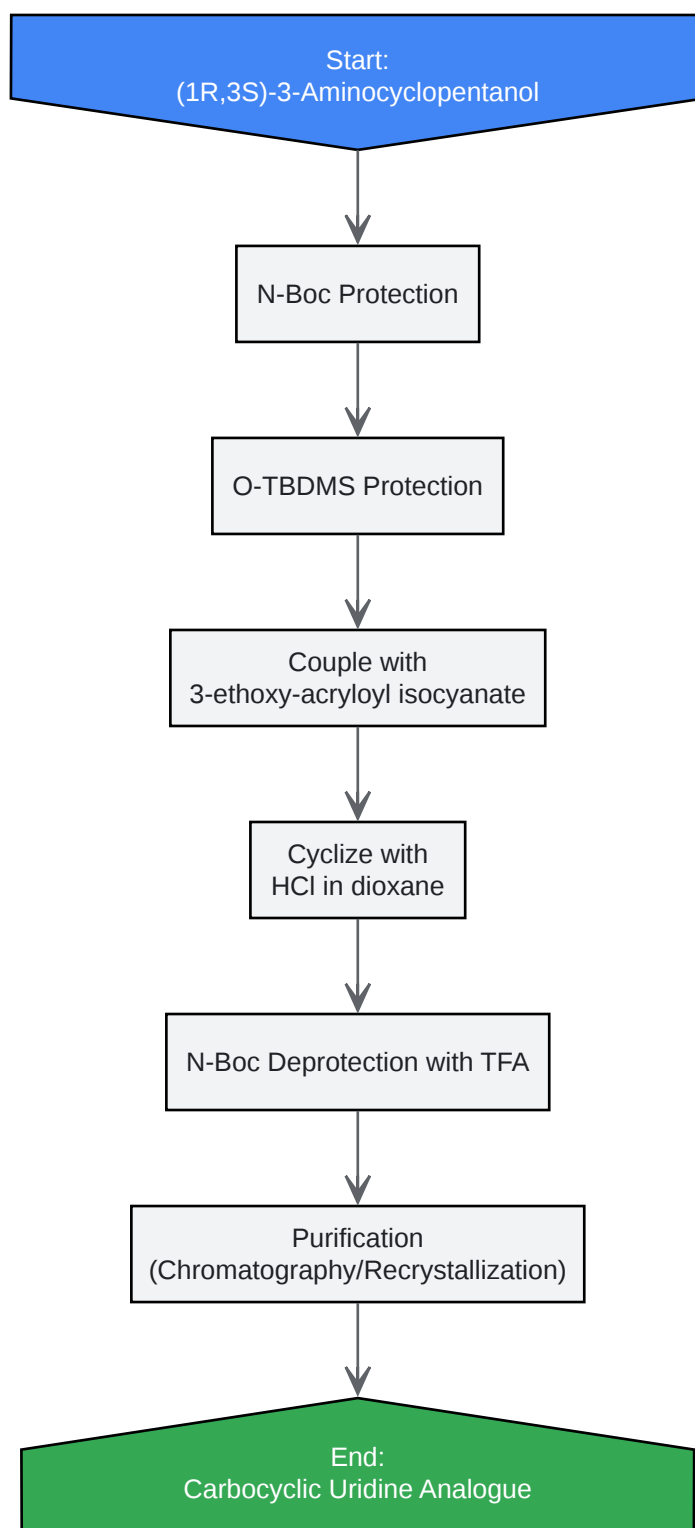 Start:
(1R,3S)-3-Aminocyclopentanol
N-Boc Protection
O-TBDMS Protection
Couple with
3-ethoxy-acryloyl isocyanate
Cyclize with
HCl in dioxane
N-Boc Deprotection with TFA
Purification
(Chromatography/Recrystallization)
End:
Carbocyclic Uridine Analogue